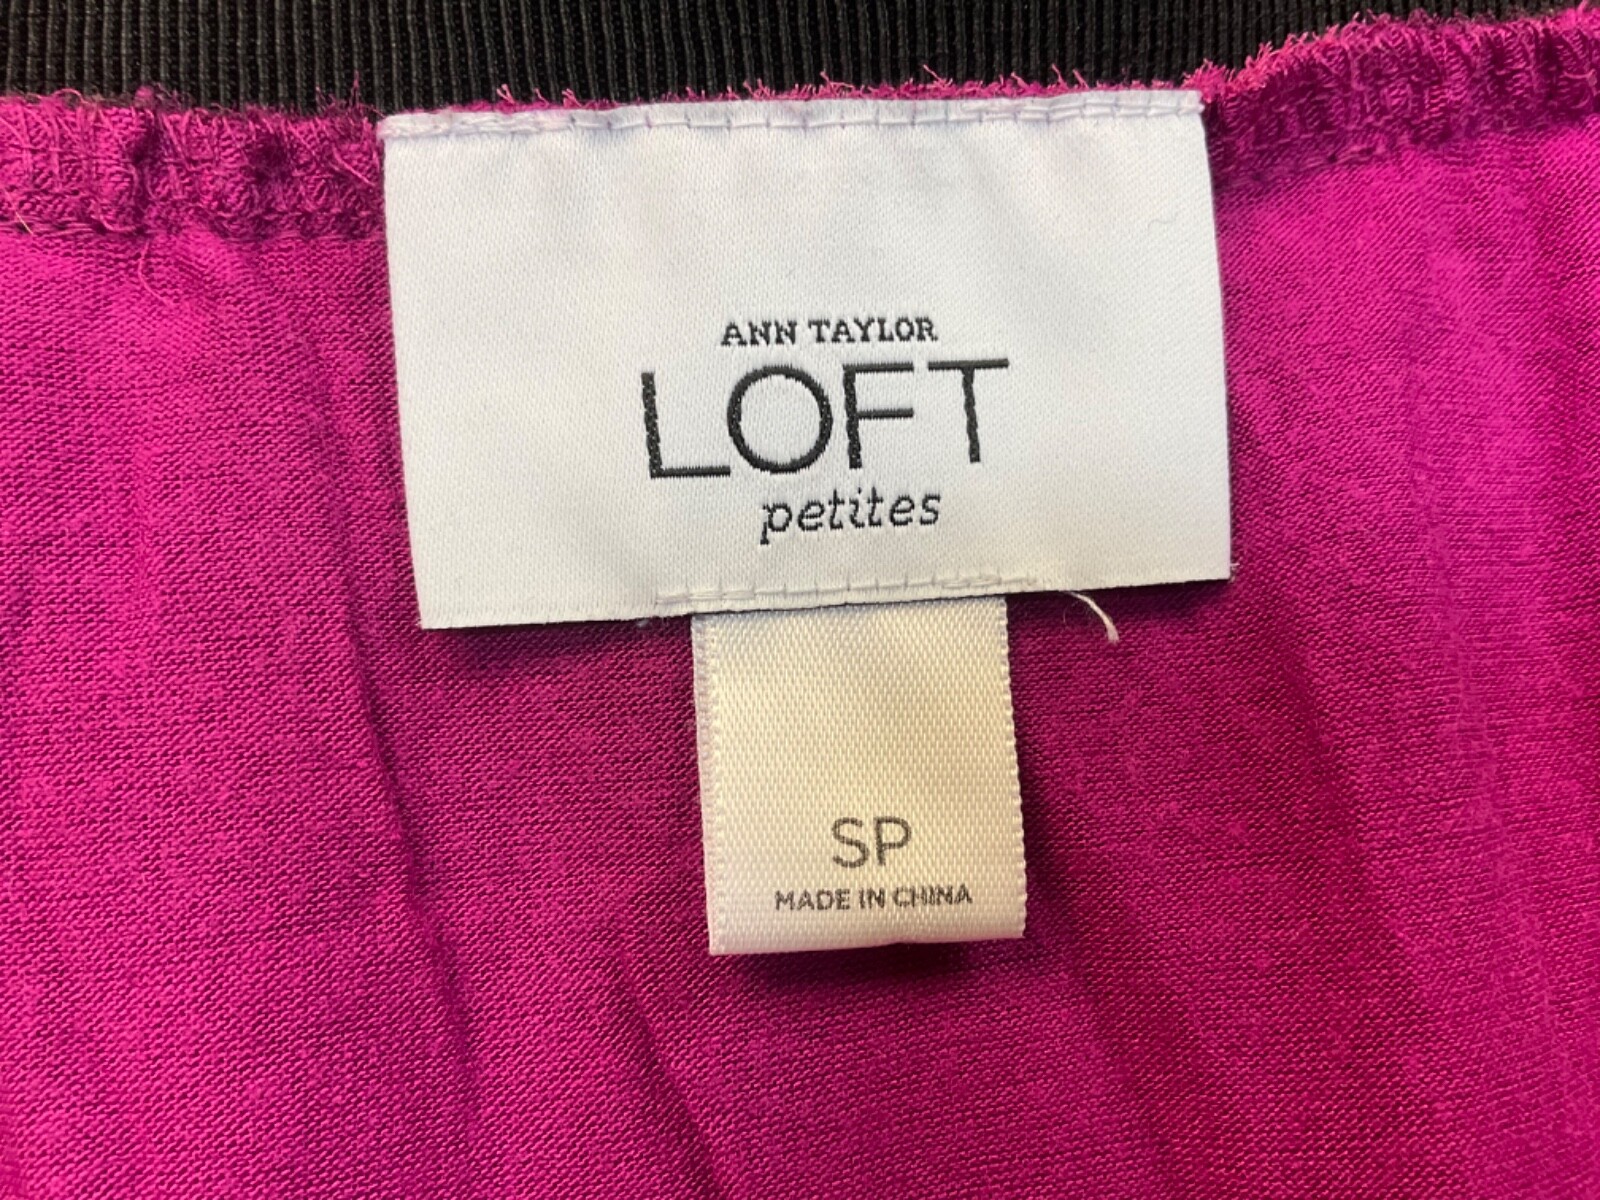 ANN TAYLOR
LOFT
petites
SP
MADE IN CHINA